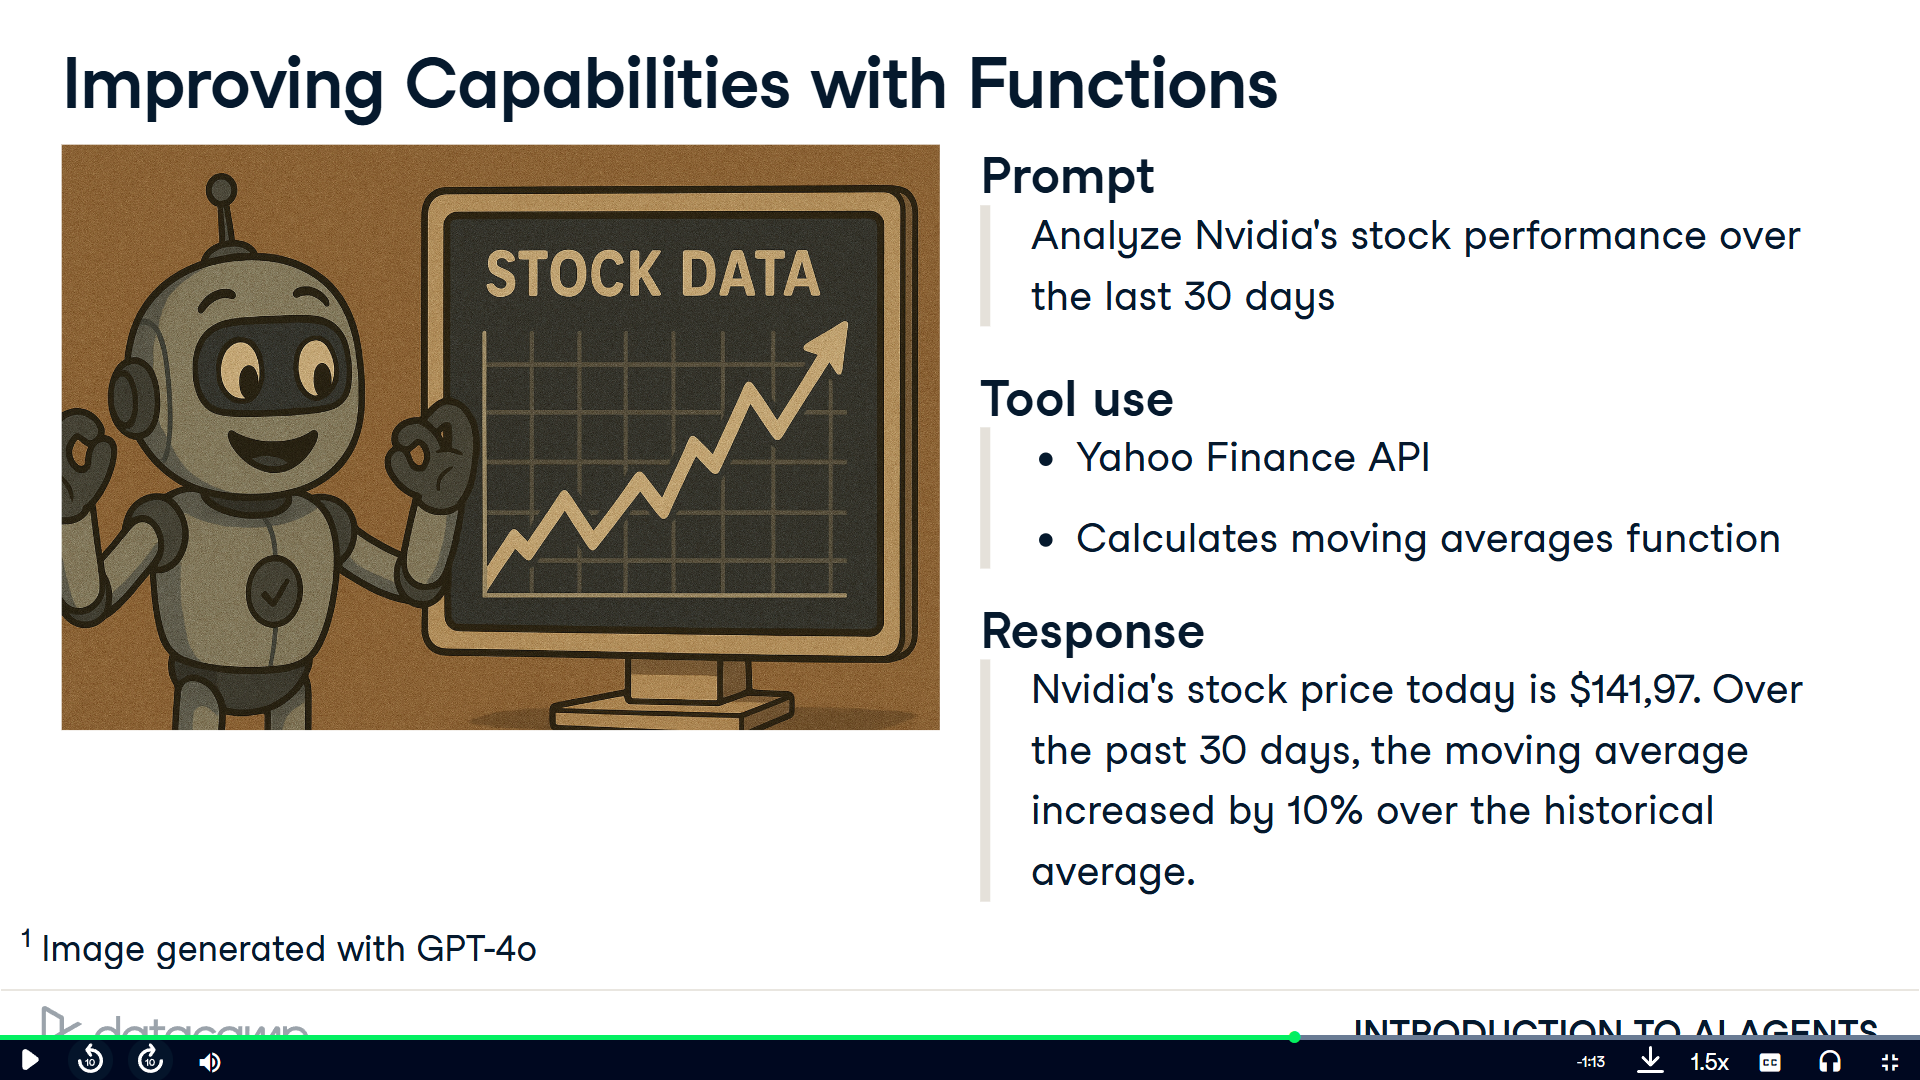 Improving Capabilities with Functions
STOCK DATA
Prompt
Analyze Nvidia's stock performance over
the last 30 days
Tool use
• Yahoo Finance API
• Calculates moving averages function
Response
Nvidia's stock price today is $141,97. Over
the past 30 days, the moving average
increased by 10% over the historical
average.
1 Image generated with GPT-4o
datacamp
INTRODUCTION TO AI AGENTS
10
10
-1:13
1.5x
CC